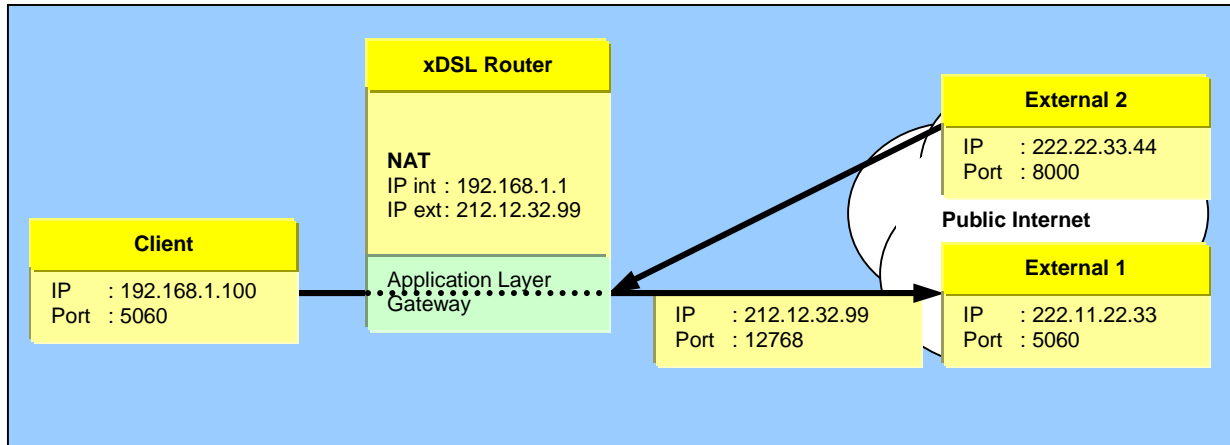 xDSL Router
NAT
IP int : 192.168.1.1
IP ext : 212.12.32.99
Application Layer
Gateway
Client
IP : 192.168.1.100
Port : 5060
IP : 212.12.32.99
Port : 12768
External 2
IP : 222.22.33.44
Port : 8000
Public Internet
External 1
IP : 222.11.22.33
Port : 5060